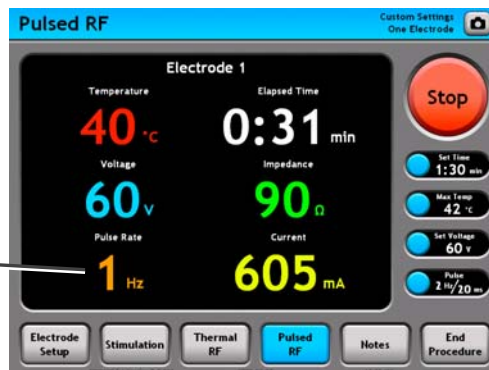 Pulsed RF
Custom Settings
One Electrode
Electrode 1
Temperature
40 °C
Elapsed Time
0:31 min
Voltage
60 V
Impedance
90 Ω
Pulse Rate
1 Hz
Current
605 mA
Stop
Set Time
1:30 min
Max Temp
42 °C
Set Voltage
60 V
Pulse
2 Hz/20 ms
Electrode
Setup
Stimulation
Thermal
RF
Pulsed
RF
Notes
End
Procedure